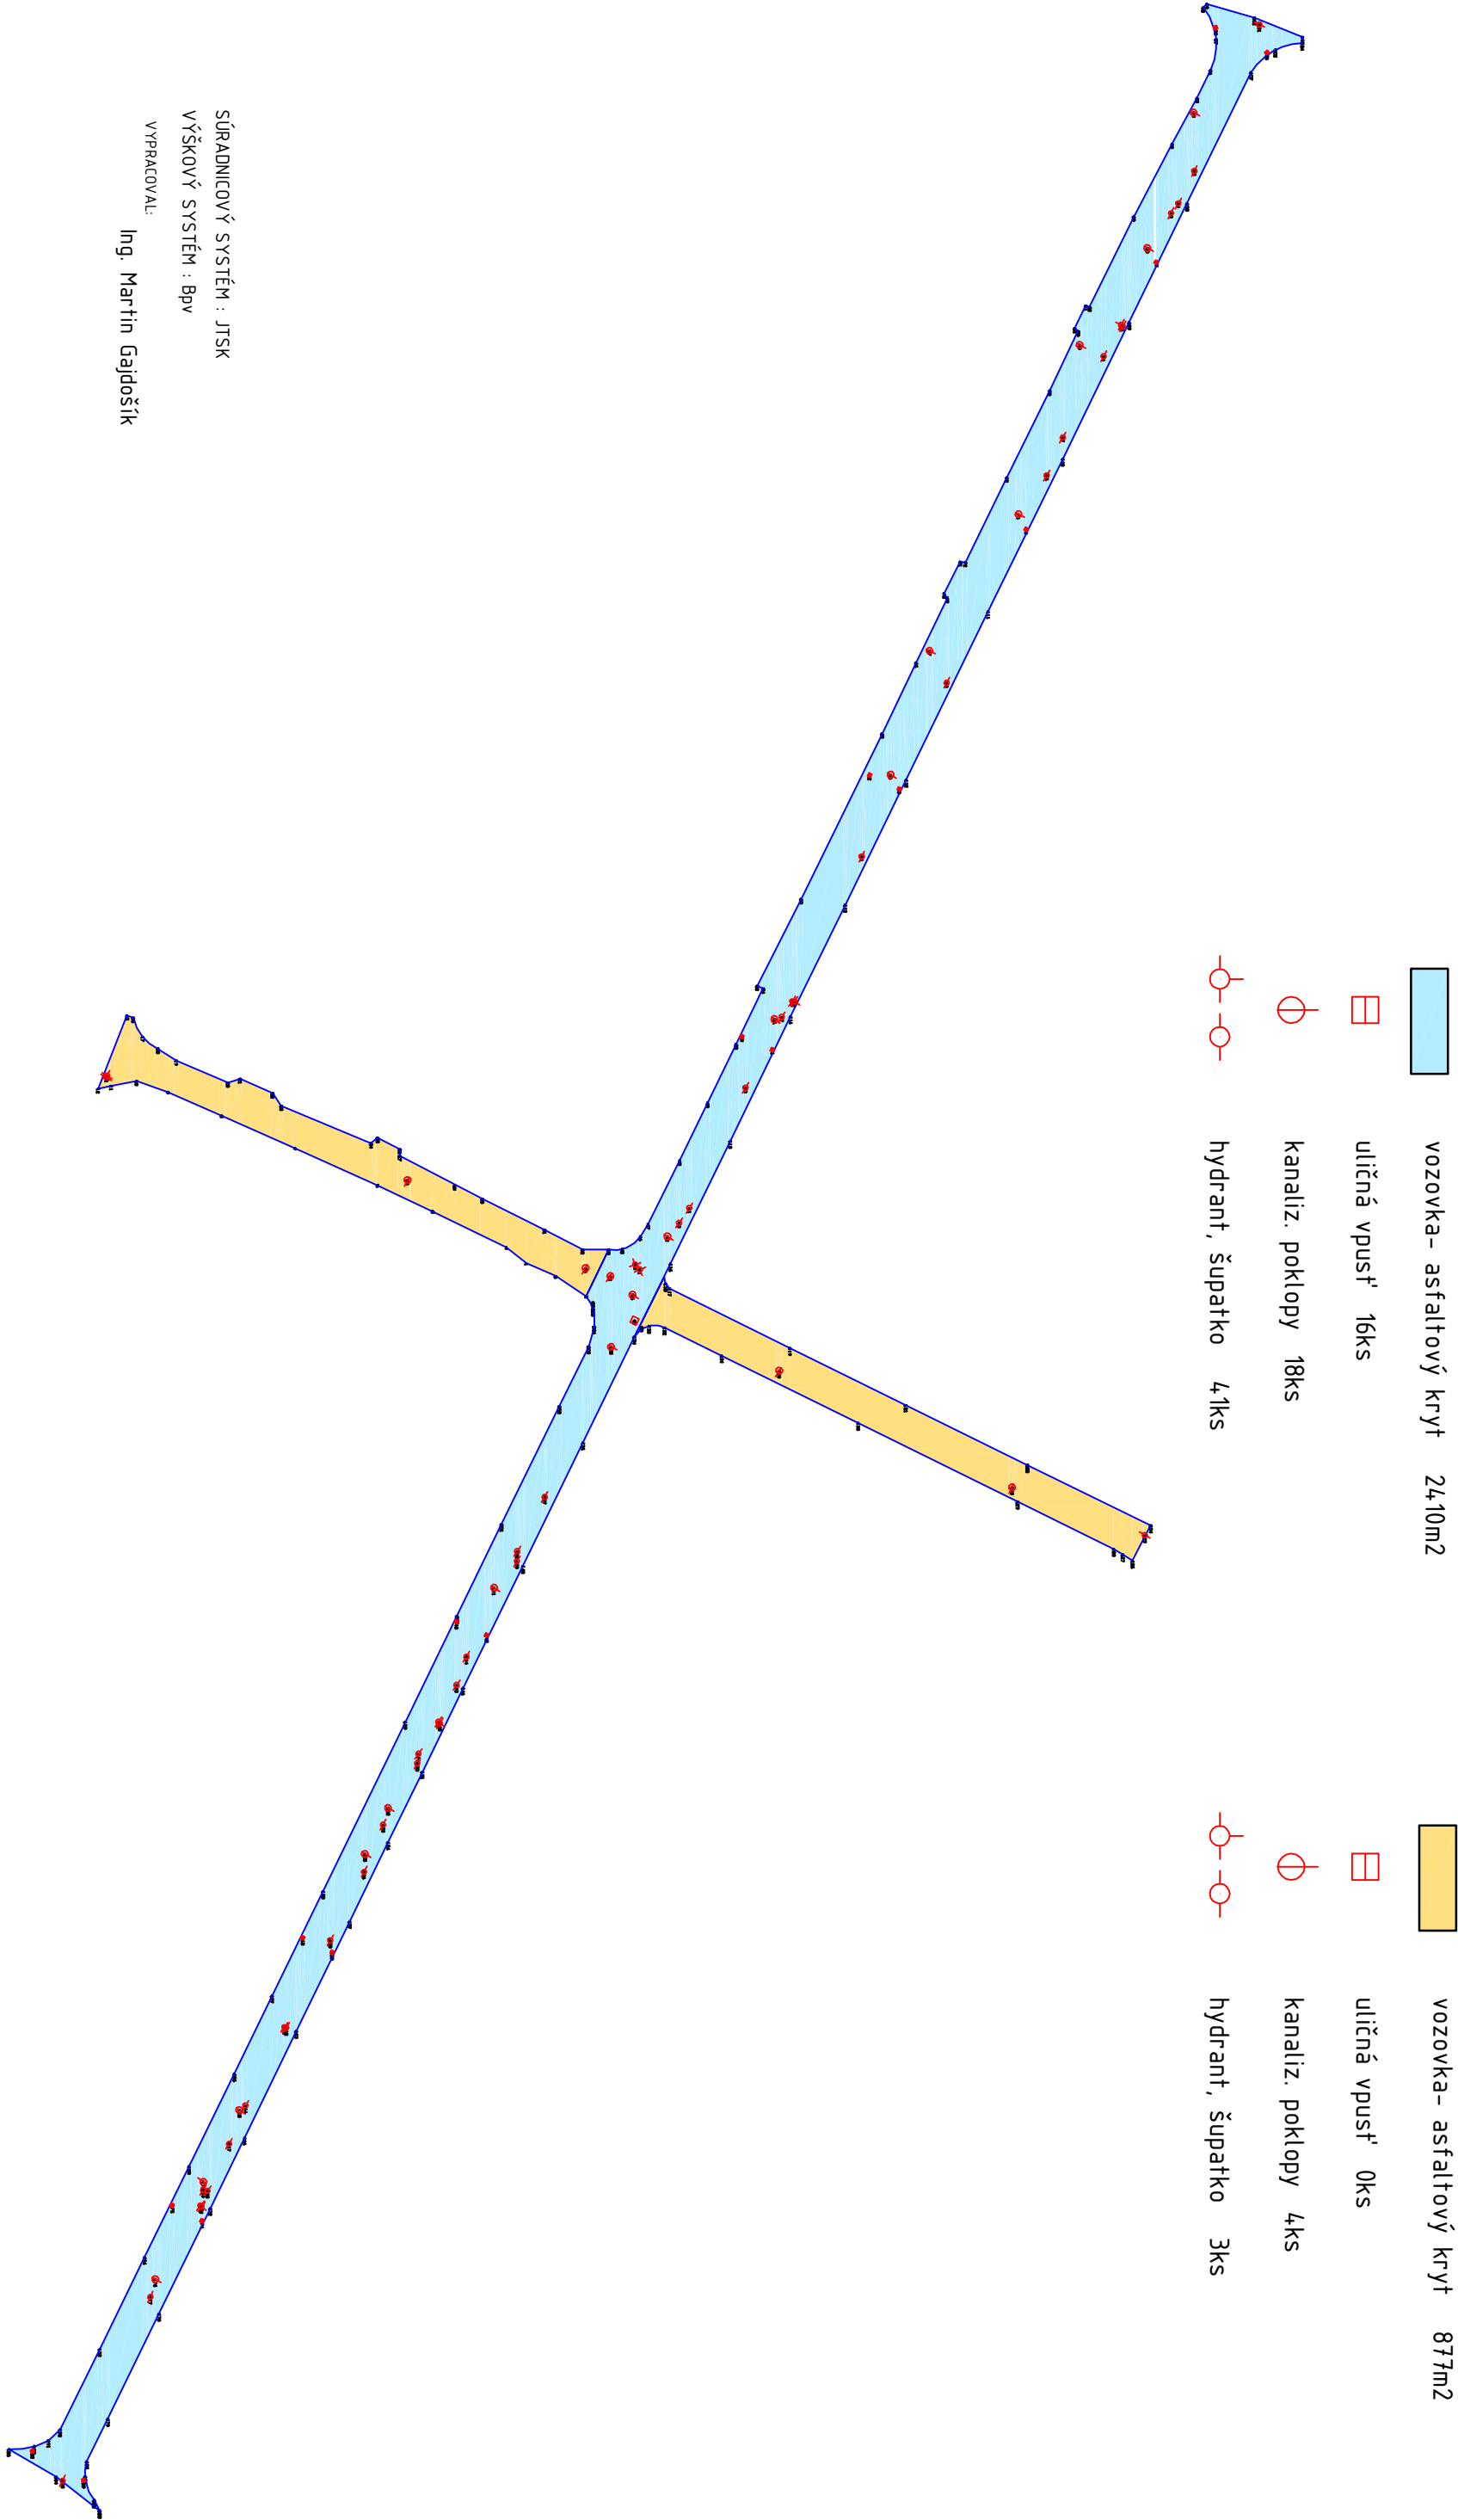 vozovka- asfaltový kryt 2410m2
uličná vpusť 16ks
kanaliz. poklopy 18ks
hydrant, šupatko 41ks
vozovka- asfaltový kryt 877m2
uličná vpusť 0ks
kanaliz. poklopy 4ks
hydrant, šupatko 3ks
SÚRADNICOVÝ SYSTÉM : JTSK
VÝŠKOVÝ SYSTÉM : Bpv
VYPRACOVAL:
Ing. Martin Gajdošík